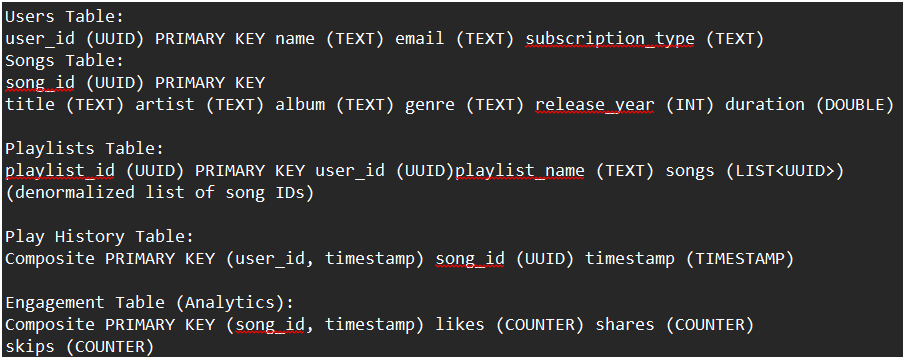 Users Table:
user_id (UUID) PRIMARY KEY name (TEXT) email (TEXT) subscription_type (TEXT)
Songs Table:
song_id (UUID) PRIMARY KEY
title (TEXT) artist (TEXT) album (TEXT) genre (TEXT) release_year (INT) duration (DOUBLE)
Playlists Table:
playlist_id (UUID) PRIMARY KEY user_id (UUID)playlist_name (TEXT) songs (LIST<UUID>)
(denormalized list of song IDs)
Play History Table:
Composite PRIMARY KEY (user_id, timestamp) song_id (UUID) timestamp (TIMESTAMP)
Engagement Table (Analytics):
Composite PRIMARY KEY (song_id, timestamp) likes (COUNTER) shares (COUNTER)
skips (COUNTER)